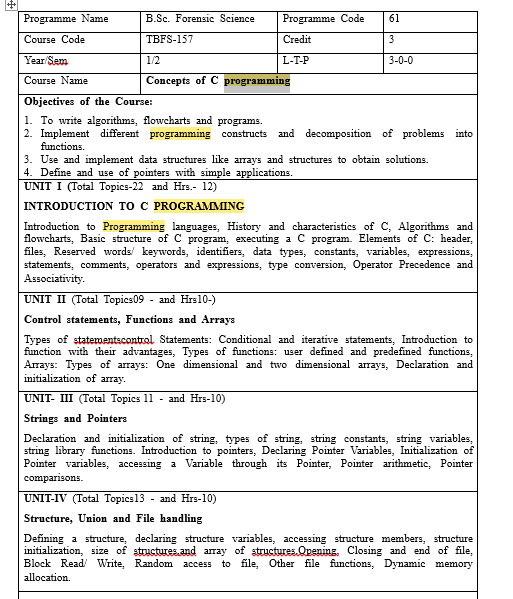 Programme Name B.Sc. Forensic Science Programme Code 61
Course Code TBFS-157 Credit 3
Year/Sem 1/2 L-T-P 3-0-0
Course Name Concepts of C programming
Objectives of the Course:
1. To write algorithms, flowcharts and programs.
2. Implement different programming constructs and decomposition of problems into
functions.
3. Use and implement data structures like arrays and structures to obtain solutions.
4. Define and use of pointers with simple applications.
UNIT I (Total Topics-22 and Hrs.- 12)
INTRODUCTION TO C PROGRAMMING
Introduction to Programming languages, History and characteristics of C, Algorithms and
flowcharts, Basic structure of C program, executing a C program. Elements of C: header,
files, Reserved words/ keywords, identifiers, data types, constants, variables, expressions,
statements, comments, operators and expressions, type conversion, Operator Precedence and
Associativity.
UNIT II (Total Topics09 - and Hrs10-)
Control statements, Functions and Arrays
Types of statementscontrol Statements: Conditional and iterative statements, Introduction to
function with their advantages, Types of functions: user defined and predefined functions,
Arrays: Types of arrays: One dimensional and two dimensional arrays, Declaration and
initialization of array.
UNIT- III (Total Topics 11 - and Hrs-10)
Strings and Pointers
Declaration and initialization of string, types of string, string constants, string variables,
string library functions. Introduction to pointers, Declaring Pointer Variables, Initialization of
Pointer variables, accessing a Variable through its Pointer, Pointer arithmetic, Pointer
comparisons.
UNIT-IV (Total Topics13 - and Hrs-10)
Structure, Union and File handling
Defining a structure, declaring structure variables, accessing structure members, structure
initialization, size of structures,and array of structures.Opening, Closing and end of file,
Block Read/ Write, Random access to file, Other file functions, Dynamic memory
allocation.